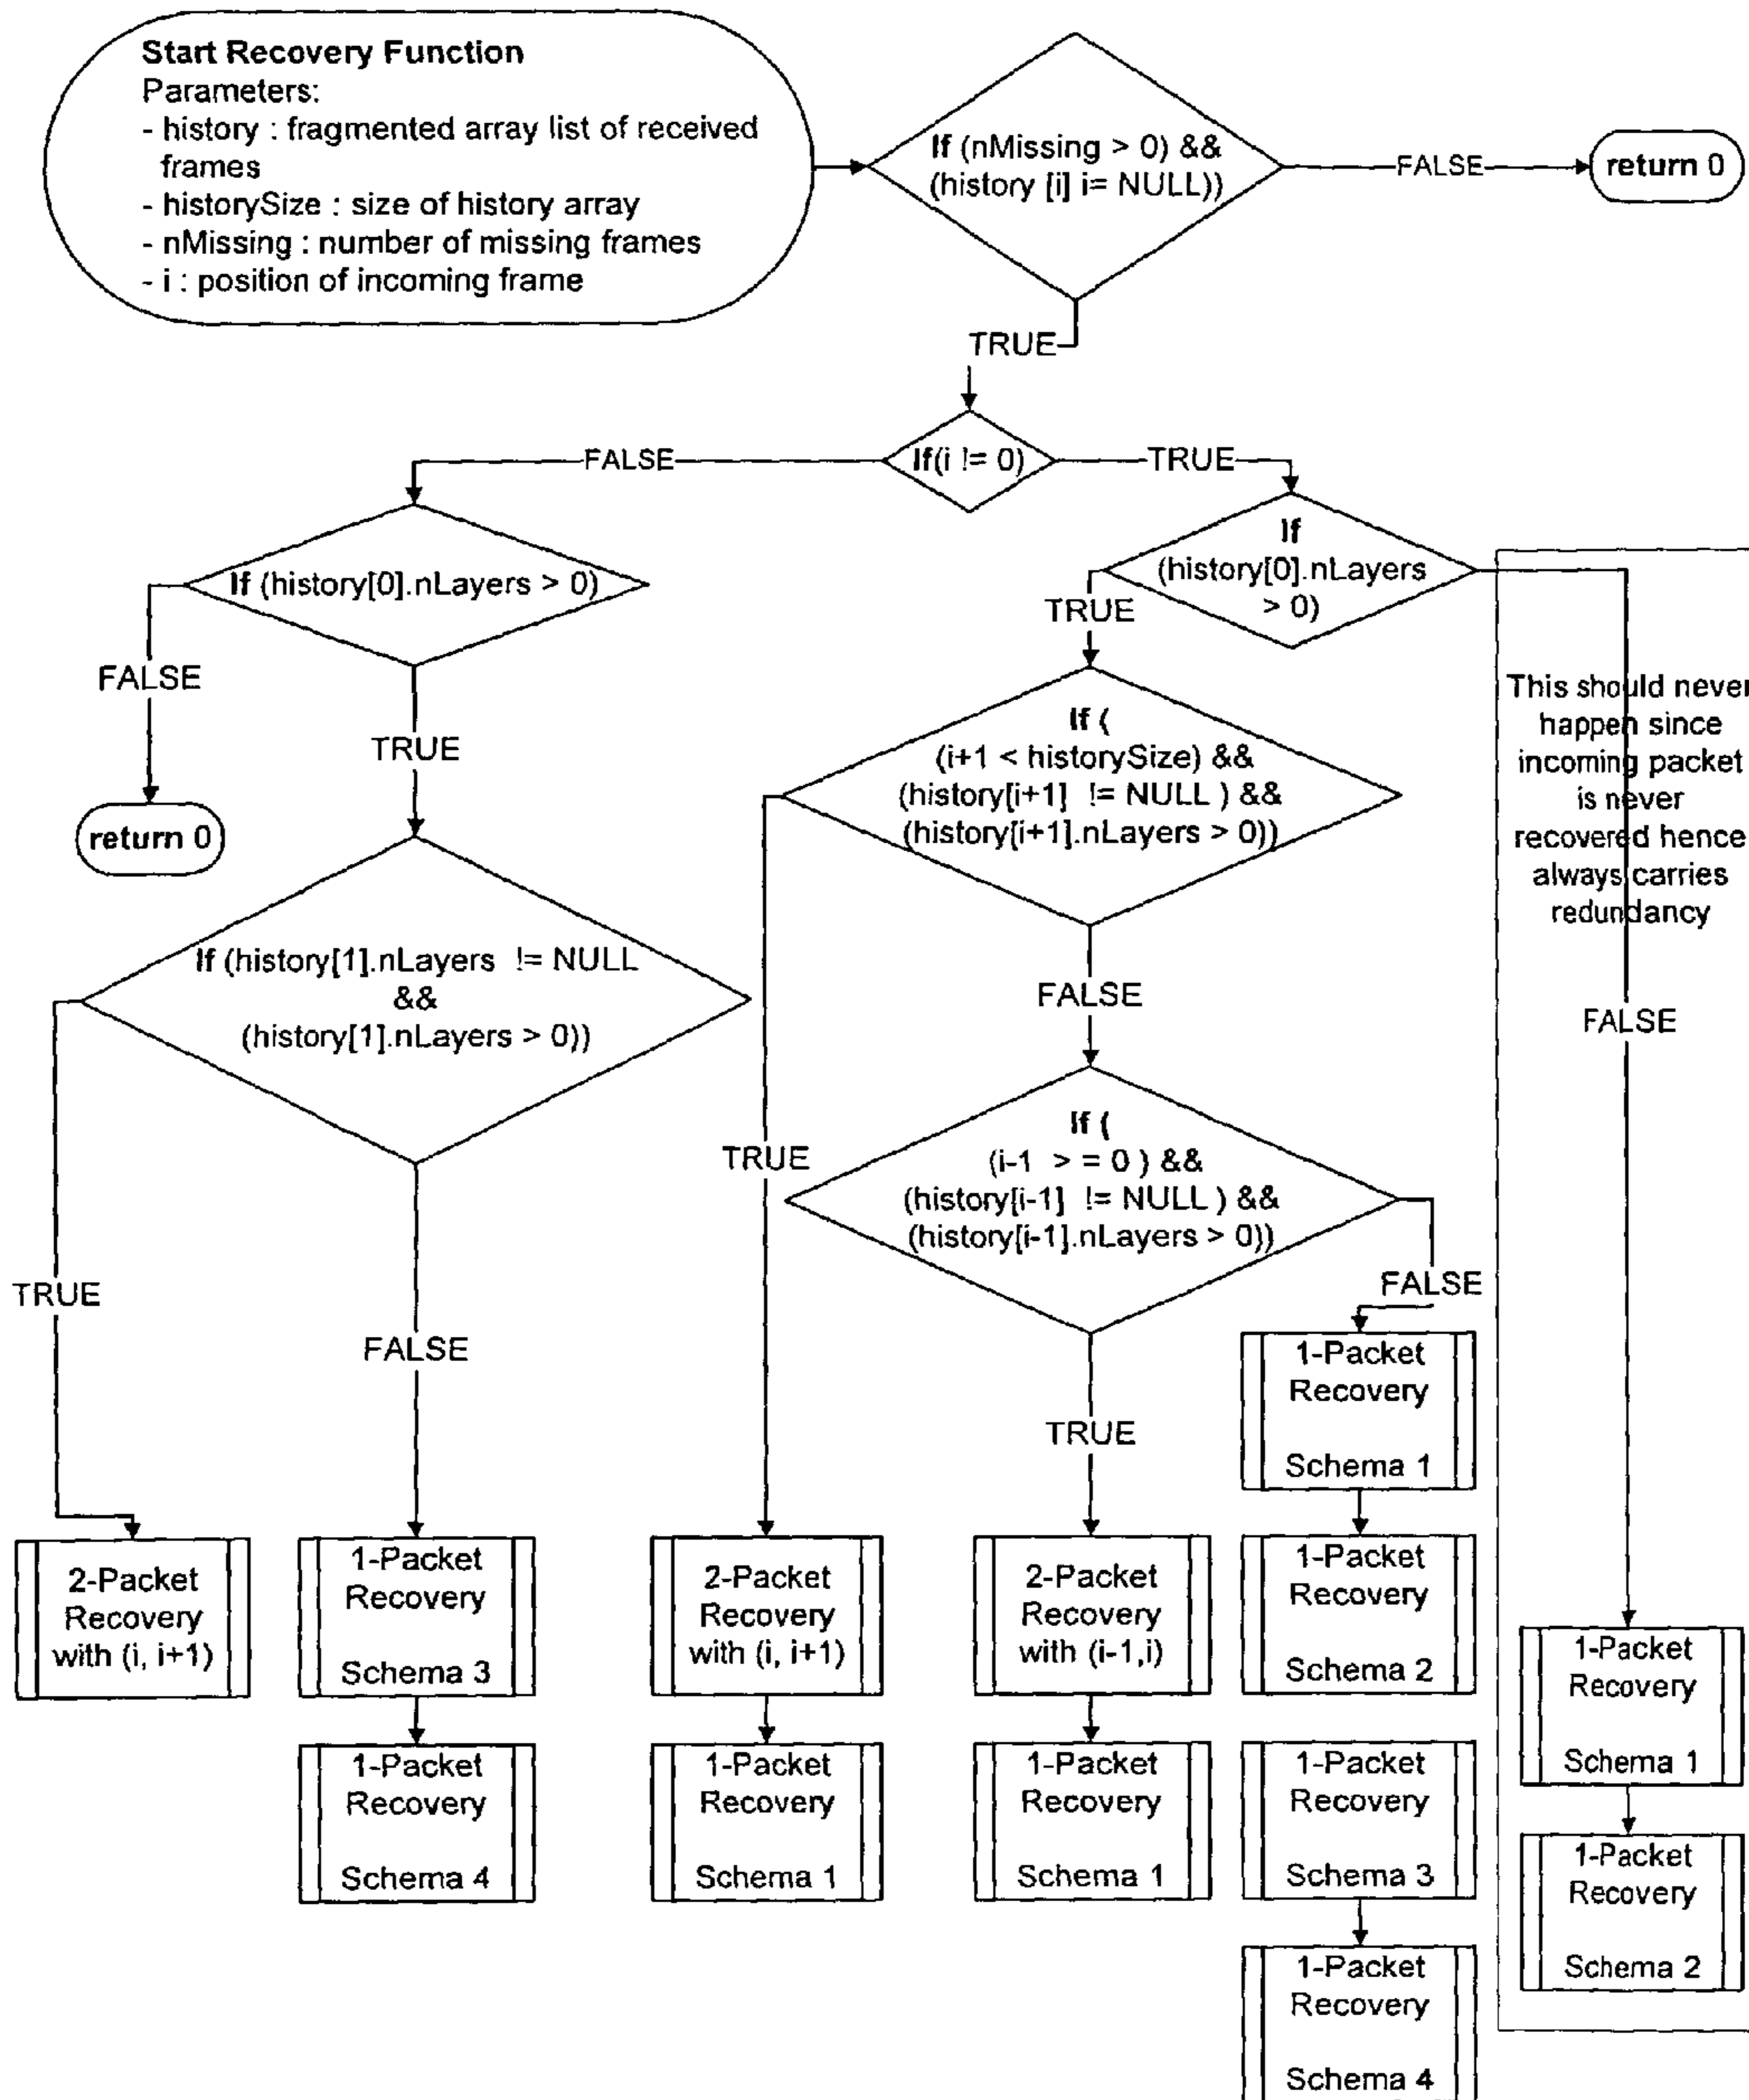 Start Recovery Function
Parameters:
- history : fragmented array list of received
frames
- historySize : size of history array
- nMissing : number of missing frames
- i : position of incoming frame
If (nMissing > 0) &&
(history [i] i= NULL))
FALSE
return 0
TRUE
If(i != 0)
FALSE
TRUE
If (history[0].nLayers > 0)
If
(history[0].nLayers
> 0)
FALSE
TRUE
return 0
TRUE
If (
(i+1 < historySize) &&
(history[i+1] != NULL ) &&
(history[i+1].nLayers > 0))
This should never
happen since
incoming packet
is never
recovered hence
always carries
redundancy
FALSE
If (history[1].nLayers != NULL
&&
(history[1].nLayers > 0))
TRUE
FALSE
TRUE
FALSE
If (
(i-1 > = 0 ) &&
(history[i-1] != NULL ) &&
(history[i-1].nLayers > 0))
FALSE
TRUE
2-Packet
Recovery
with (i, i+1)
1-Packet
Recovery
Schema 3
1-Packet
Recovery
Schema 4
2-Packet
Recovery
with (i, i+1)
1-Packet
Recovery
Schema 1
2-Packet
Recovery
with (i-1,i)
1-Packet
Recovery
Schema 1
1-Packet
Recovery
Schema 1
1-Packet
Recovery
Schema 2
1-Packet
Recovery
Schema 3
1-Packet
Recovery
Schema 4
1-Packet
Recovery
Schema 1
1-Packet
Recovery
Schema 2